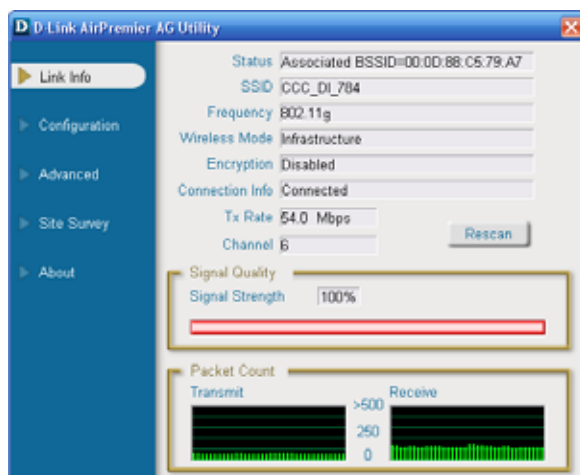 D D-Link AirPremier AG Utility
Link Info
Configuration
Advanced
Site Survey
About
Status Associated BSSID=00:0D:88:C5:79:A7
SSID CCC_DI_784
Frequency 802.11g
Wireless Mode Infrastructure
Encryption Disabled
Connection Info Connected
Tx Rate 54.0 Mbps
Channel 6
Rescan
Signal Quality
Signal Strength 100%
Packet Count
Transmit
>500
250
0
Receive